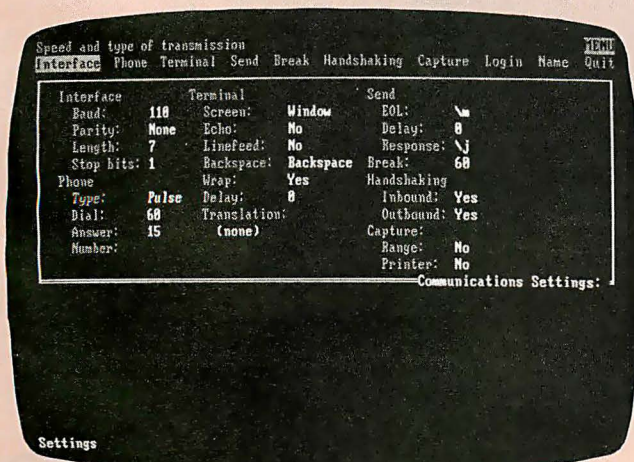 Speed and type of transmission MENU
Interface Phone Terminal Send Break Handshaking Capture Login Name Quit
Interface Terminal Send
Baud: 110 Screen: Window EOL: \m
Parity: None Echo: No Delay: 0
Length: 7 Linefeed: No Response: \j
Stop bits: 1 Backspace: Backspace Break: 60
Phone Wrap: Yes Handshaking
Type: Pulse Delay: 0 Inbound: Yes
Dial: 60 Translation: Outbound: Yes
Answer: 15 (none) Capture:
Number: Range: No
Printer: No
Communications Settings:
Settings